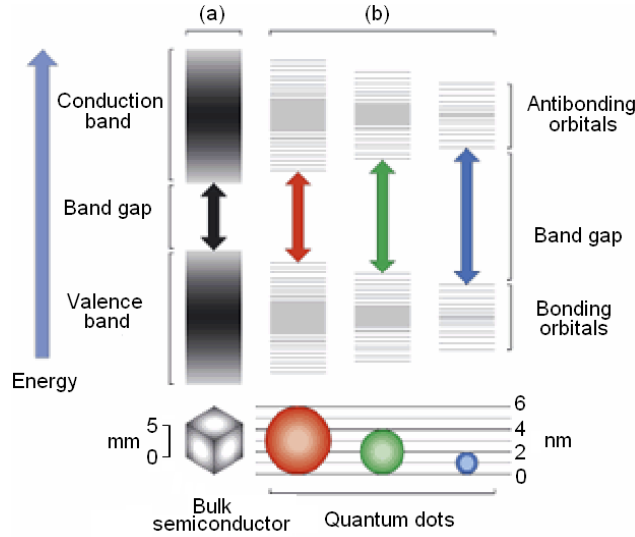 (a)
(b)
Conduction
band
Antibonding
orbitals
Band gap
Band gap
Valence
band
Bonding
orbitals
Energy
mm
5
0
6
4
2
0
nm
Bulk
semiconductor
Quantum dots